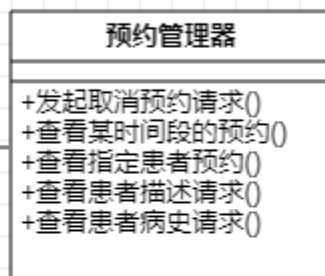 预约管理器
+发起取消预约请求()
+查看某时间段的预约()
+查看指定患者预约()
+查看患者描述请求()
+查看患者病史请求()